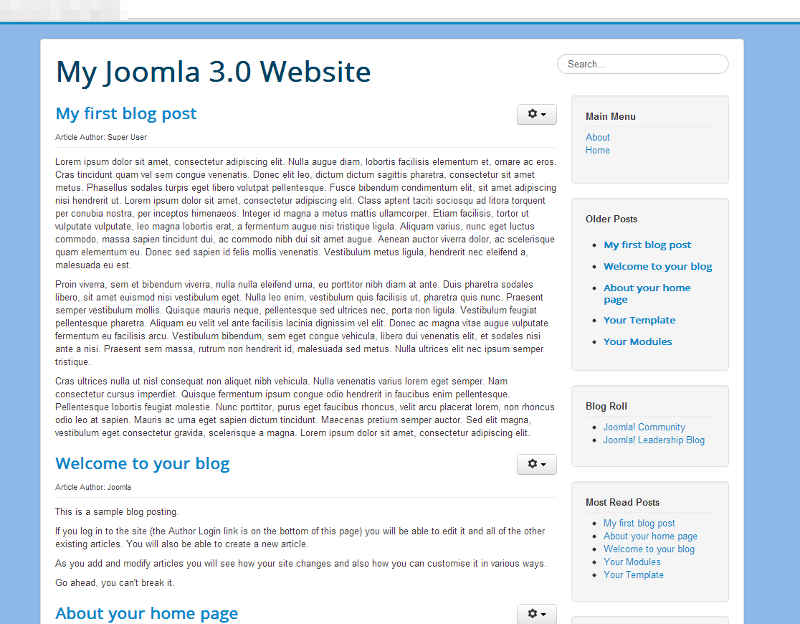 My Joomla 3.0 Website
Search...
My first blog post
Article Author: Super User
Lorem ipsum dolor sit amet, consectetur adipiscing elit. Nulla augue diam, lobortis facilisis elementum et, ornare ac eros.
Cras tincidunt quam vel sem congue venenatis. Donec elit leo, dictum dictum sagittis pharetra, consectetur sit amet
metus. Phasellus sodales turpis eget libero volutpat pellentesque. Fusce bibendum condimentum elit, sit amet adipiscing
nisi hendrerit ut. Lorem ipsum dolor sit amet, consectetur adipiscing elit. Class aptent taciti sociosqu ad litora torquent
per conubia nostra, per inceptos himenaeos. Integer id magna a metus mattis ullamcorper. Etiam facilisis, tortor ut
vulputate vulputate, leo magna lobortis erat, a fermentum augue nisi tristique ligula. Aliquam varius, nunc eget luctus
commodo, massa sapien tincidunt dui, ac commodo nibh dui sit amet augue. Aenean auctor viverra dolor, ac scelerisque
quam elementum eu. Donec sed sapien id felis mollis venenatis. Vestibulum metus ligula, hendrerit nec eleifend a,
malesuada eu est.
Proin viverra, sem et bibendum viverra, nulla nulla eleifend urna, eu porttitor nibh diam at ante. Duis pharetra sodales
libero, sit amet euismod nisi vestibulum eget. Nulla leo enim, vestibulum quis facilisis ut, pharetra quis nunc. Praesent
semper vestibulum mollis. Quisque mauris neque, pellentesque sed ultrices nec, porta non ligula. Vestibulum feugiat
pellentesque pharetra. Aliquam eu velit vel ante facilisis lacinia dignissim vel elit. Donec ac magna vitae augue vulputate
fermentum eu facilisis arcu. Vestibulum bibendum, sem eget congue vehicula, libero dui venenatis elit, et sodales nisi
ante a nisi. Praesent sem massa, rutrum non hendrerit id, malesuada sed metus. Nulla ultrices elit nec ipsum semper
tristique.
Cras ultrices nulla ut nisl consequat non aliquet nibh vehicula. Nulla venenatis varius lorem eget semper. Nam
consectetur cursus imperdiet. Quisque fermentum ipsum congue odio hendrerit in faucibus enim pellentesque.
Pellentesque lobortis feugiat molestie. Nunc porttitor, purus eget faucibus rhoncus, velit arcu placerat lorem, non rhoncus
odio leo at sapien. Mauris ac urna eget sapien dictum tincidunt. Maecenas pretium semper auctor. Sed elit magna,
vestibulum eget consectetur gravida, scelerisque a magna. Lorem ipsum dolor sit amet, consectetur adipiscing elit.
Welcome to your blog
Article Author: Joomla
This is a sample blog posting.
If you log in to the site (the Author Login link is on the bottom of this page) you will be able to edit it and all of the other
existing articles. You will also be able to create a new article.
As you add and modify articles you will see how your site changes and also how you can customise it in various ways.
Go ahead, you can't break it.
About your home page
Main Menu
About
Home
Older Posts
My first blog post
Welcome to your blog
About your home
page
Your Template
Your Modules
Blog Roll
Joomla! Community
Joomla! Leadership Blog
Most Read Posts
My first blog post
About your home page
Welcome to your blog
Your Modules
Your Template